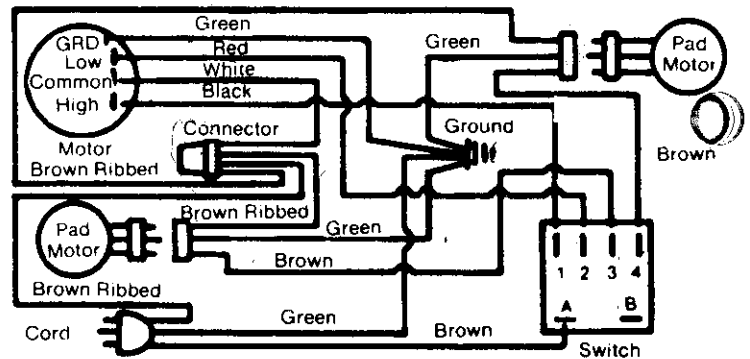 Green
GRD
Low
Common
High
Red
White
Black
Green
Pad
Motor
Connector
Ground
Motor
Brown Ribbed
Brown
Brown Ribbed
Pad
Motor
Green
Brown
1 2 3 4
A B
Brown Ribbed
Cord
Green
Brown
Switch